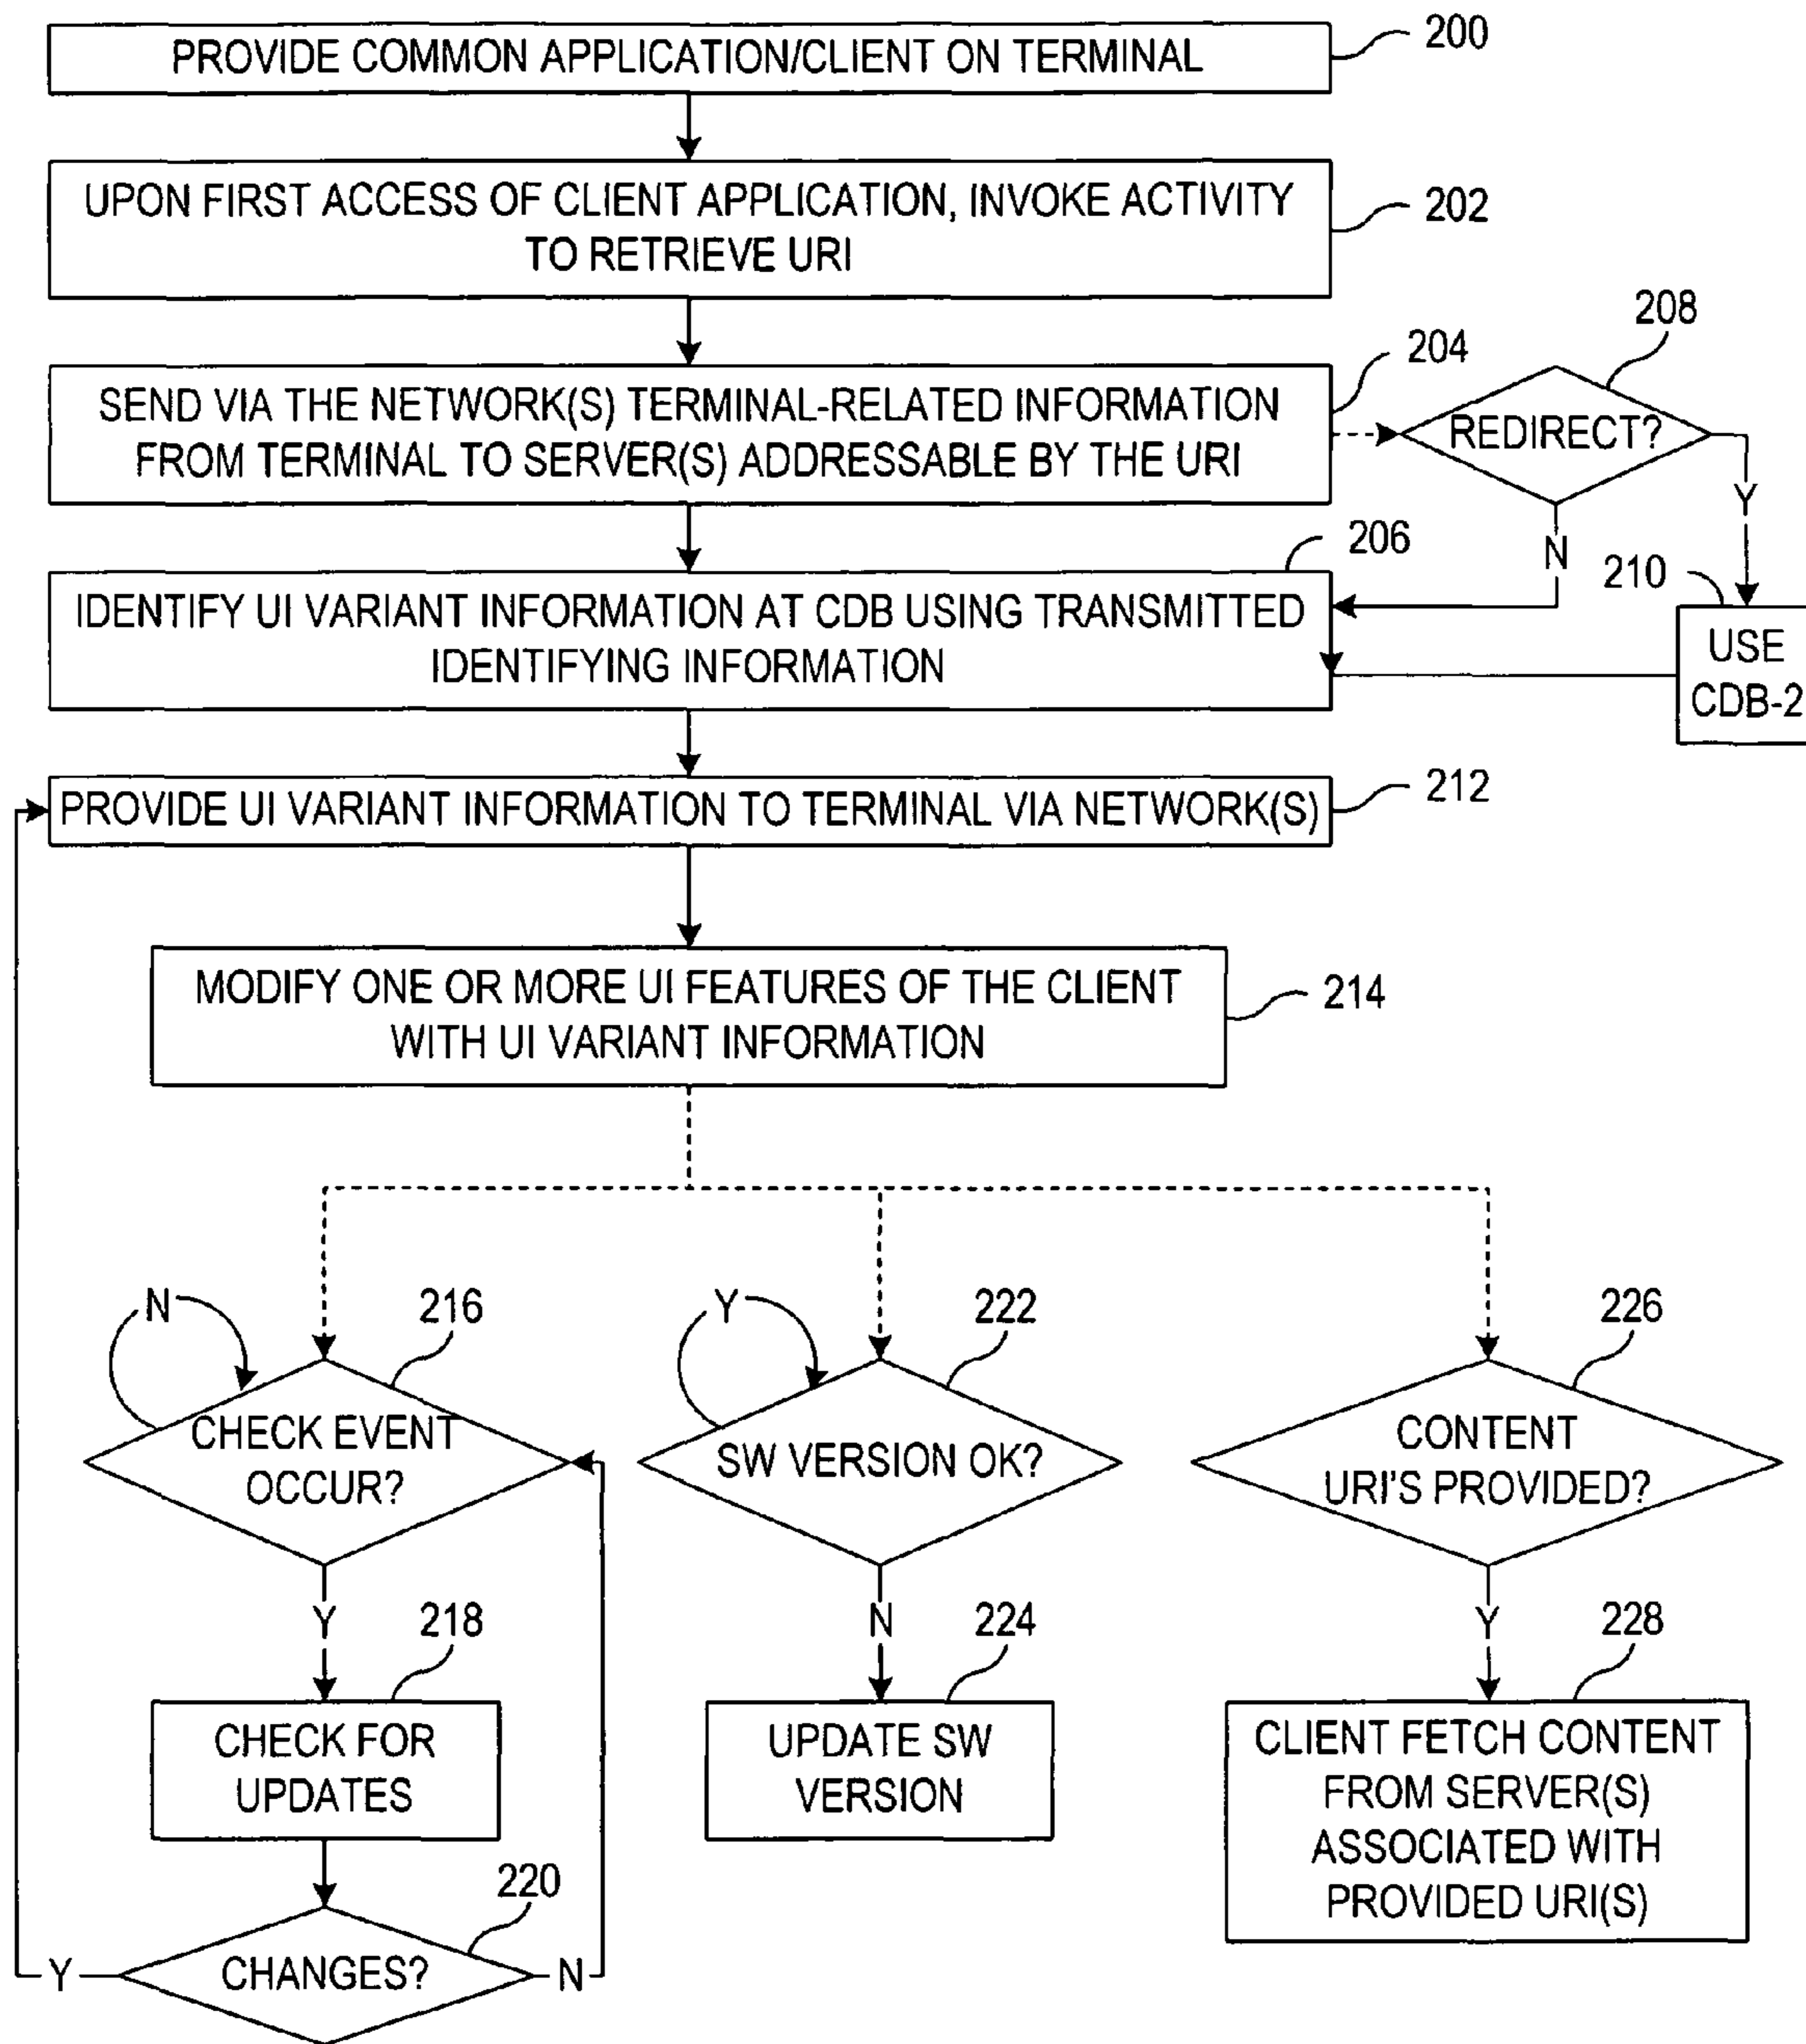 PROVIDE COMMON APPLICATION/CLIENT ON TERMINAL
200
UPON FIRST ACCESS OF CLIENT APPLICATION, INVOKE ACTIVITY
TO RETRIEVE URI
202
SEND VIA THE NETWORK(S) TERMINAL-RELATED INFORMATION
FROM TERMINAL TO SERVER(S) ADDRESSABLE BY THE URI
204
208
REDIRECT?
Y
N
206
IDENTIFY UI VARIANT INFORMATION AT CDB USING TRANSMITTED
IDENTIFYING INFORMATION
210
USE
CDB-2
PROVIDE UI VARIANT INFORMATION TO TERMINAL VIA NETWORK(S)
212
MODIFY ONE OR MORE UI FEATURES OF THE CLIENT
WITH UI VARIANT INFORMATION
214
N
216
CHECK EVENT
OCCUR?
Y
218
CHECK FOR
UPDATES
220
CHANGES?
Y
N
Y
222
SW VERSION OK?
N
224
UPDATE SW
VERSION
226
CONTENT
URI'S PROVIDED?
Y
228
CLIENT FETCH CONTENT
FROM SERVER(S)
ASSOCIATED WITH
PROVIDED URI(S)